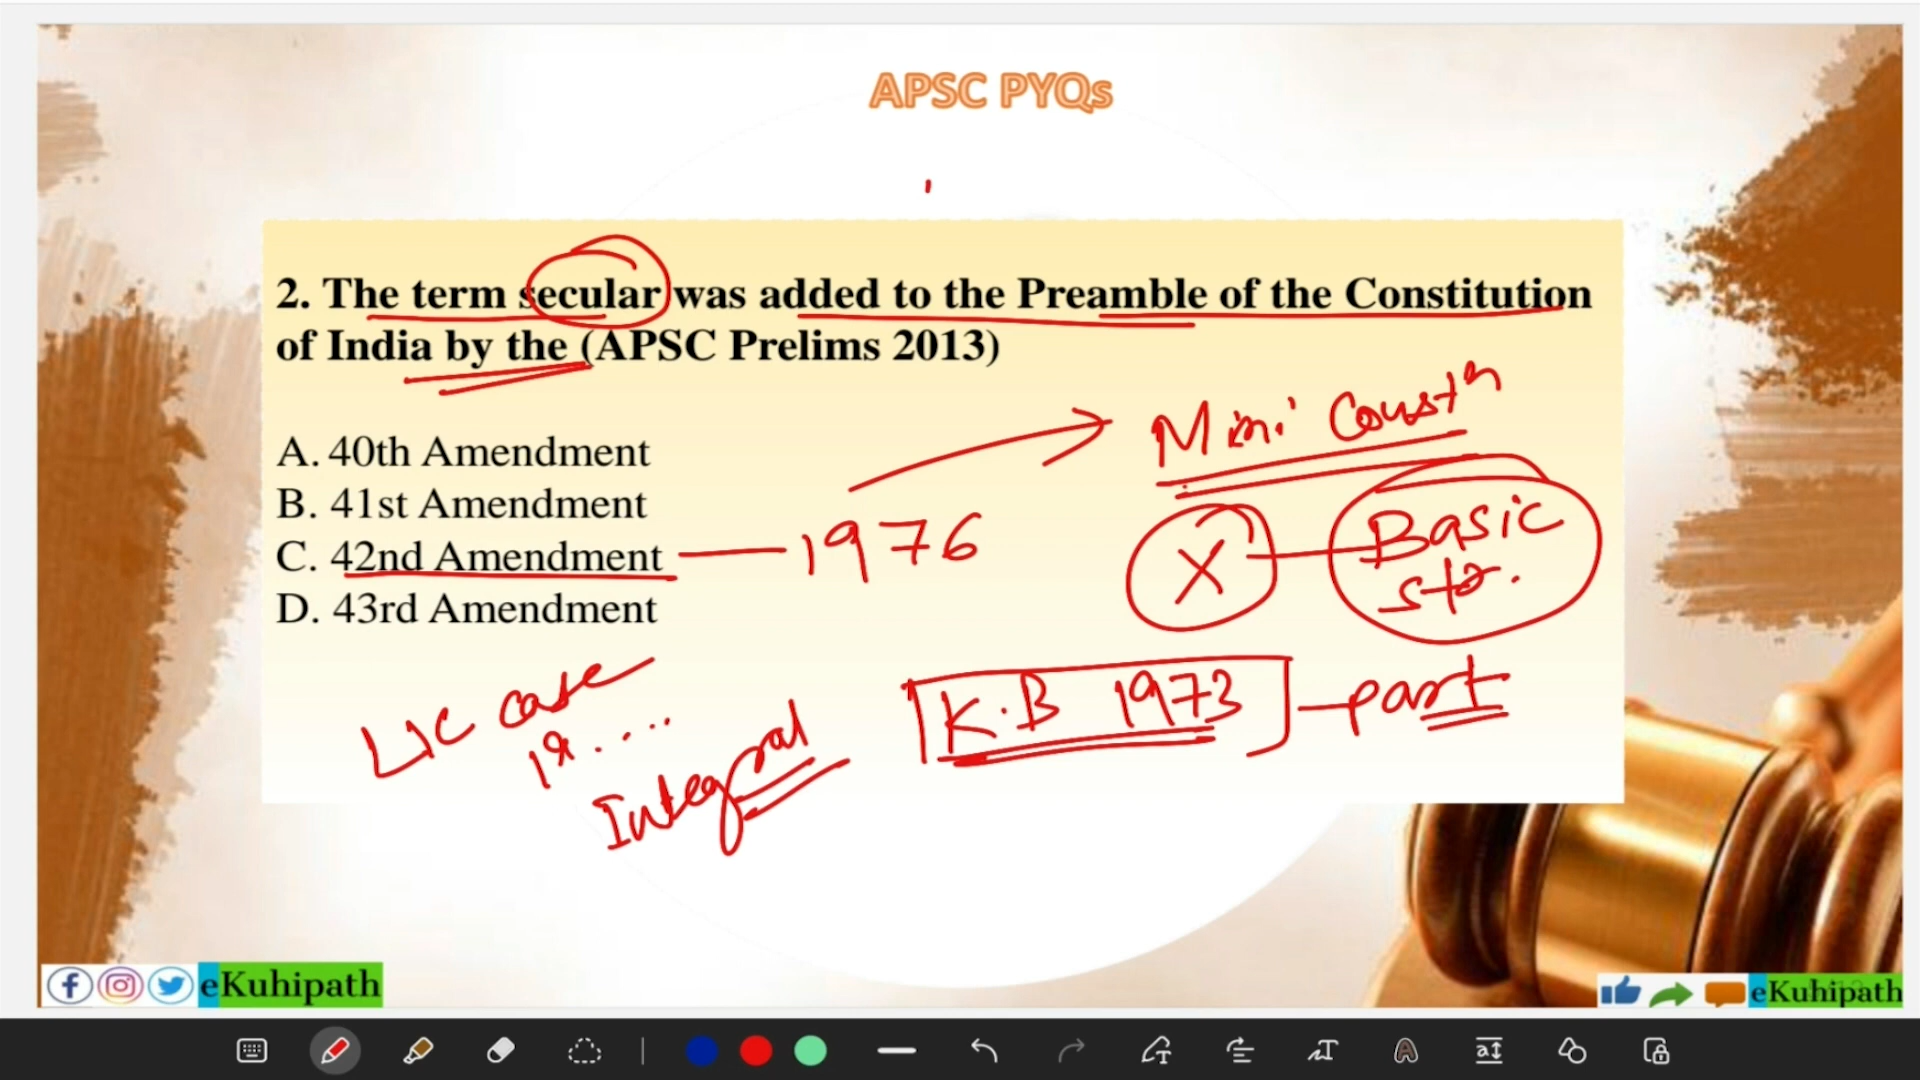 APSC PYQs
2. The term secular was added to the Preamble of the Constitution
of India by the (APSC Prelims 2013)
A. 40th Amendment
B. 41st Amendment
C. 42nd Amendment
D. 43rd Amendment
1976
Mini Constn
X
Basic
str.
LIC case
19....
Integral
K.B 1973
part
eKuhipath
eKuhipath